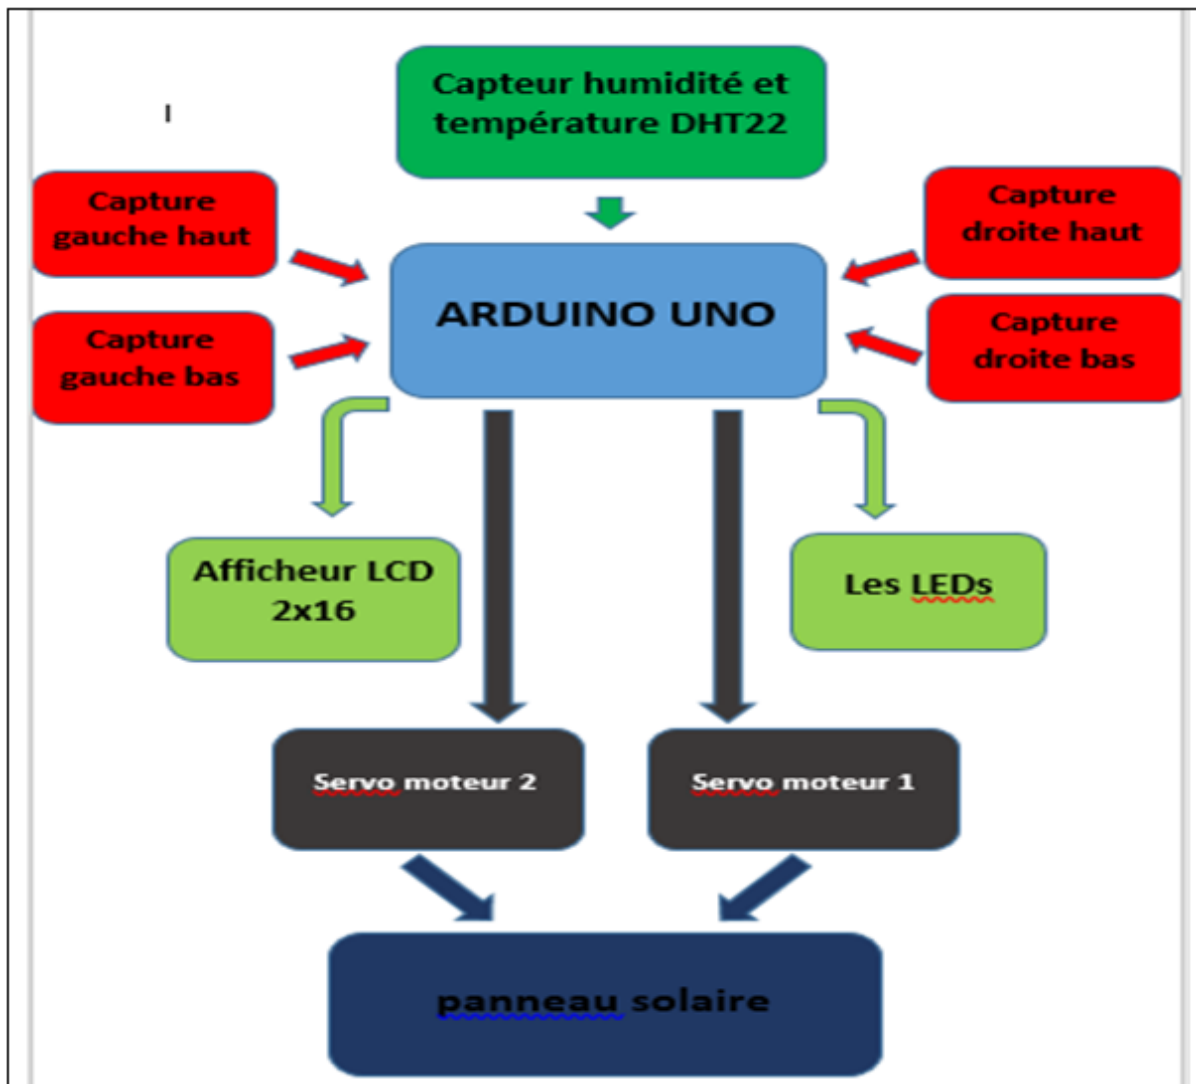 Capteur humidité et
température DHT22
Capture
gauche haut
Capture
droite haut
ARDUINO UNO
Capture
gauche bas
Capture
droite bas
Afficheur LCD
2x16
Les LEDs
Servo moteur 2
Servo moteur 1
panneau solaire